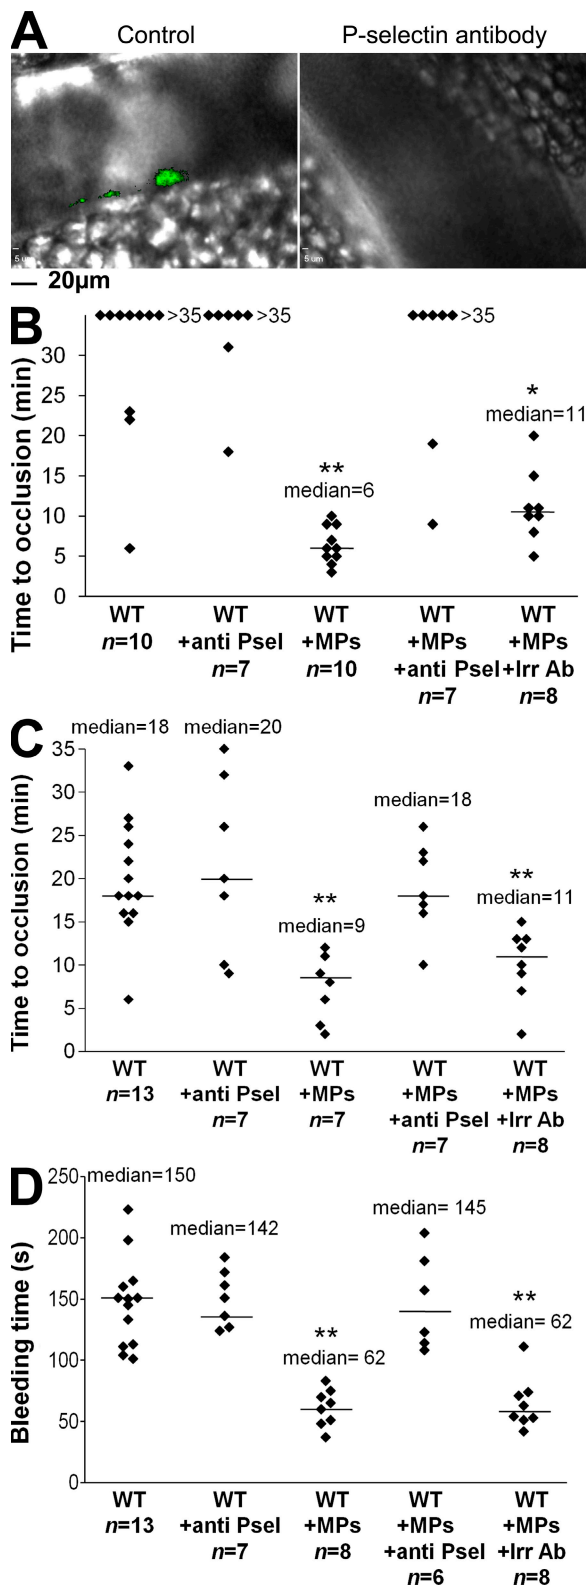 A
Control
P-selectin antibody
5 um
5 um
20µm
B
>35
>35
>35
Time to occlusion (min)
30
25
20
15
10
5
0
**
median=6
*
median=11
WT
n=10
WT
+anti Psel
n=7
WT
+MPs
n=10
WT
+MPs
+anti Psel
n=7
WT
+MPs
+Irr Ab
n=8
C
median=18
median=20
Time to occlusion (min)
35
30
25
20
15
10
5
0
**
median=9
median=18
**
median=11
WT
n=13
WT
+anti Psel
n=7
WT
+MPs
n=7
WT
+MPs
+anti Psel
n=7
WT
+MPs
+Irr Ab
n=8
D
Bleeding time (s)
250
200
150
100
50
0
median=150
median=142
**
median= 62
median= 145
**
median= 62
WT
n=13
WT
+anti Psel
n=7
WT
+MPs
n=8
WT
+MPs
+anti Psel
n=6
WT
+MPs
+Irr Ab
n=8